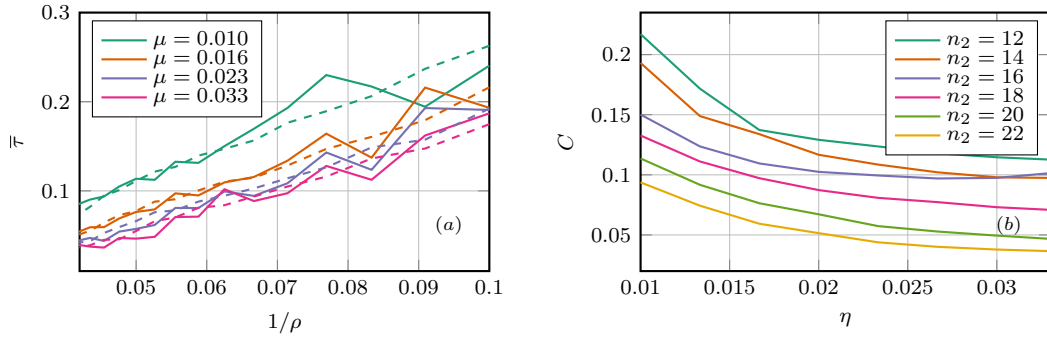 0.3
0.2
0.1
τ̅
μ = 0.010
μ = 0.016
μ = 0.023
μ = 0.033
(a)
0.05 0.06 0.07 0.08 0.09 0.1
1/ρ
0.2
0.15
0.1
0.05
C
n₂ = 12
n₂ = 14
n₂ = 16
n₂ = 18
n₂ = 20
n₂ = 22
(b)
0.01 0.015 0.02 0.025 0.03
η